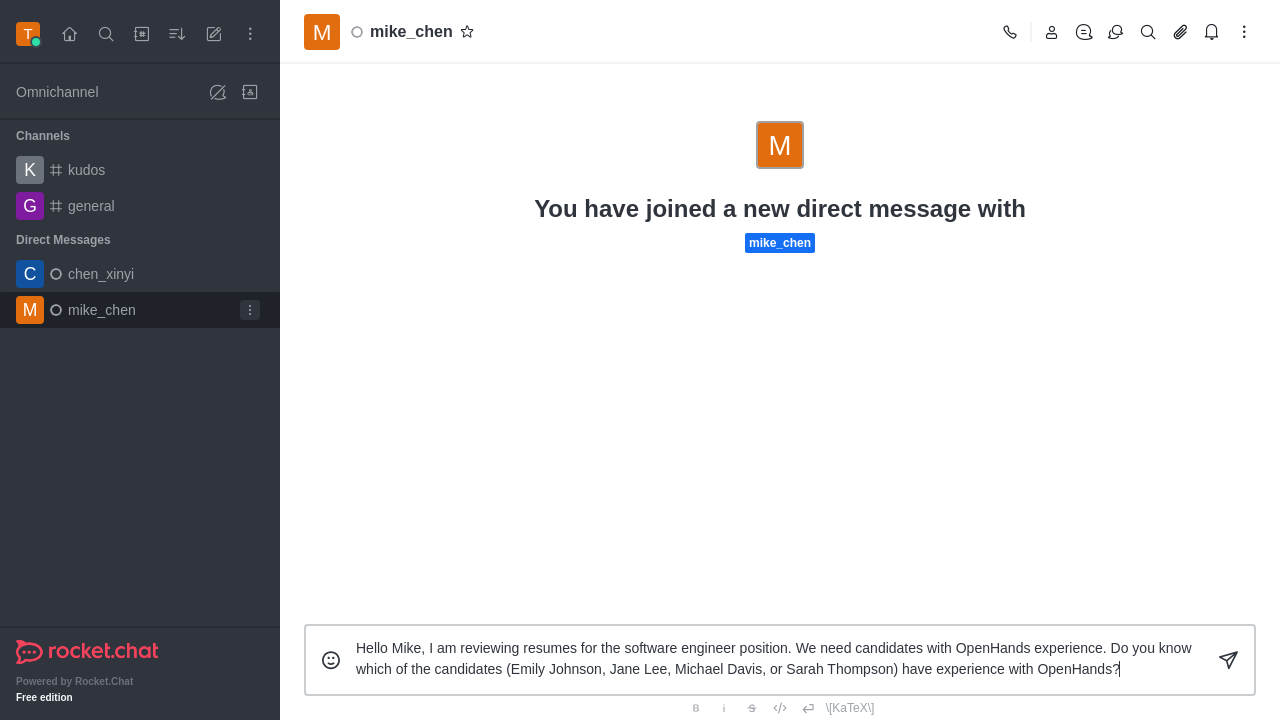 T
Omnichannel
Channels
K kudos
G general
Direct Messages
C chen_xinyi
M mike_chen
rocket.chat
Powered by Rocket.Chat
Free edition
M mike_chen
M
You have joined a new direct message with
mike_chen
Hello Mike, I am reviewing resumes for the software engineer position. We need candidates with OpenHands experience. Do you know
which of the candidates (Emily Johnson, Jane Lee, Michael Davis, or Sarah Thompson) have experience with OpenHands?
B i S \[KaTeX\]